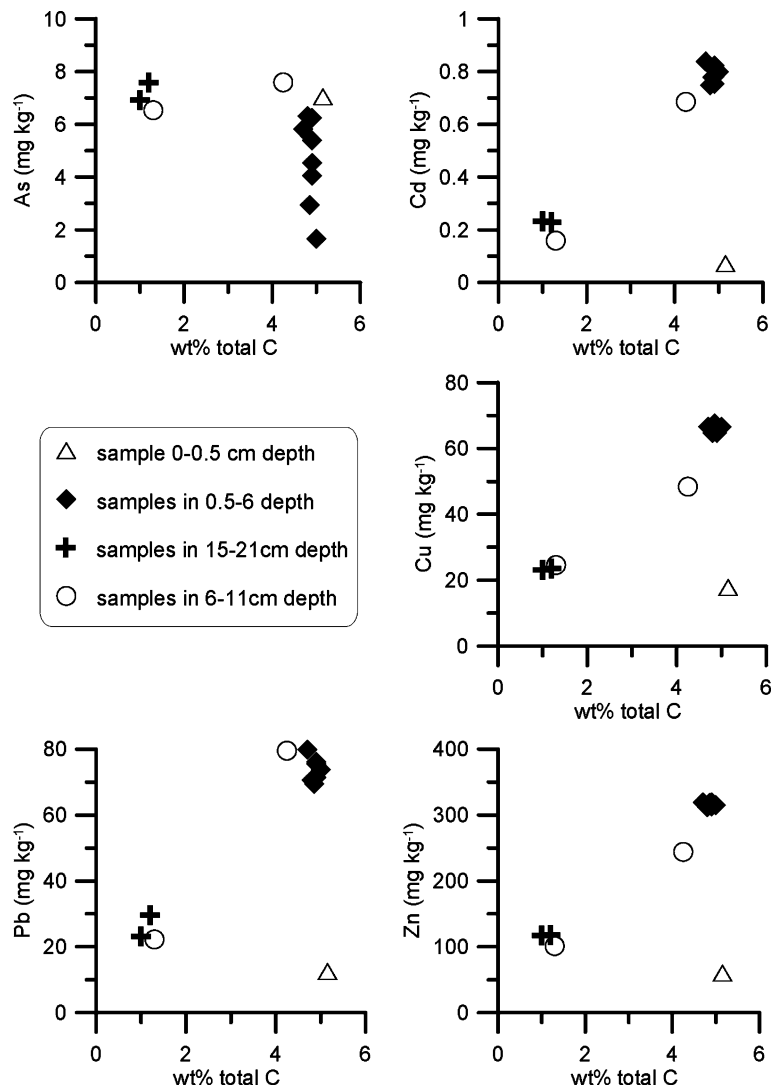 10
8
6
4
2
0
As (mg kg-1)
0 2 4 6
wt% total C
1
0.8
0.6
0.4
0.2
0
Cd (mg kg-1)
0 2 4 6
wt% total C
sample 0-0.5 cm depth
samples in 0.5-6 depth
samples in 15-21cm depth
samples in 6-11cm depth
80
60
40
20
0
Cu (mg kg-1)
0 2 4 6
wt% total C
80
60
40
20
0
Pb (mg kg-1)
0 2 4 6
wt% total C
400
300
200
100
0
Zn (mg kg-1)
0 2 4 6
wt% total C